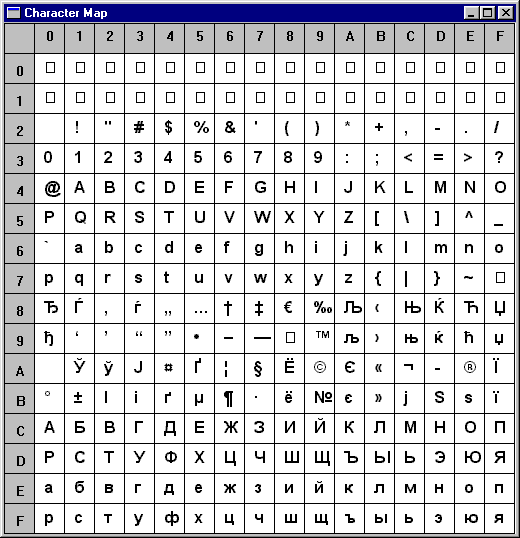 Character Map
0 1 2 3 4 5 6 7 8 9 A B C D E F
0 □ □ □ □ □ □ □ □ □ □ □ □ □ □ □ □
1 □ □ □ □ □ □ □ □ □ □ □ □ □ □ □ □
2 ! " # $ % & ' ( ) * + , - . /
3 0 1 2 3 4 5 6 7 8 9 : ; < = > ?
4 @ A B C D E F G H I J K L M N O
5 P Q R S T U V W X Y Z [ \ ] ^ _
6 ` a b c d e f g h i j k l m n o
7 p q r s t u v w x y z { | } ~ □
8 Ђ Ѓ ‚ ѓ „ … † ‡ € ‰ Љ ‹ Њ Ќ Ћ Џ
9 ђ ‘ ’ “ ” • – — □ ™ љ › њ ќ ћ џ
A Ў ў Ј ¤ Ґ ¦ § Ё © Є « ¬ - ® Ї
B ° ± І і ґ µ ¶ · ё № є » ј Ѕ ѕ ї
C А Б В Г Д Е Ж З И Й К Л М Н О П
D Р С Т У Ф Х Ц Ч Ш Щ Ъ Ы Ь Э Ю Я
E а б в г д е ж з и й к л м н о п
F р с т у ф х ц ч ш щ ъ ы ь э ю я